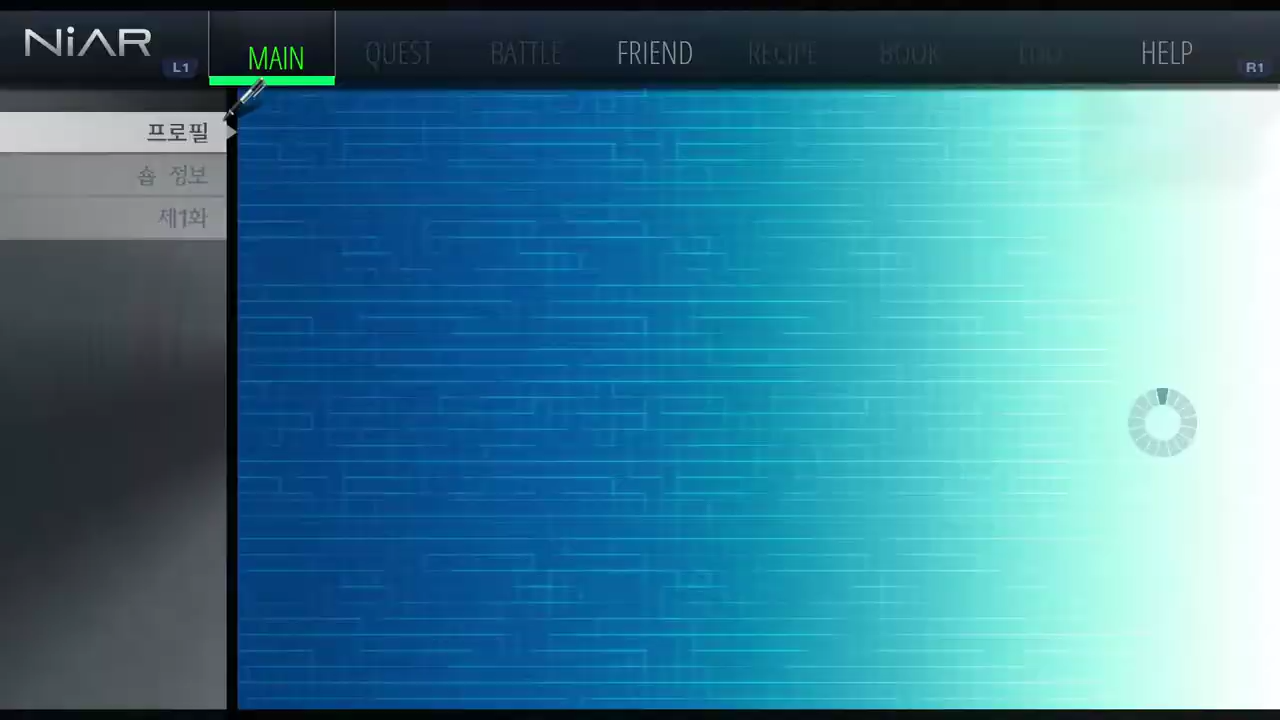 NiAR
L1
MAIN
QUEST
BATTLE
FRIEND
RECIPE
BOOK
LOG
HELP
R1
프로필
숍 정보
제1화